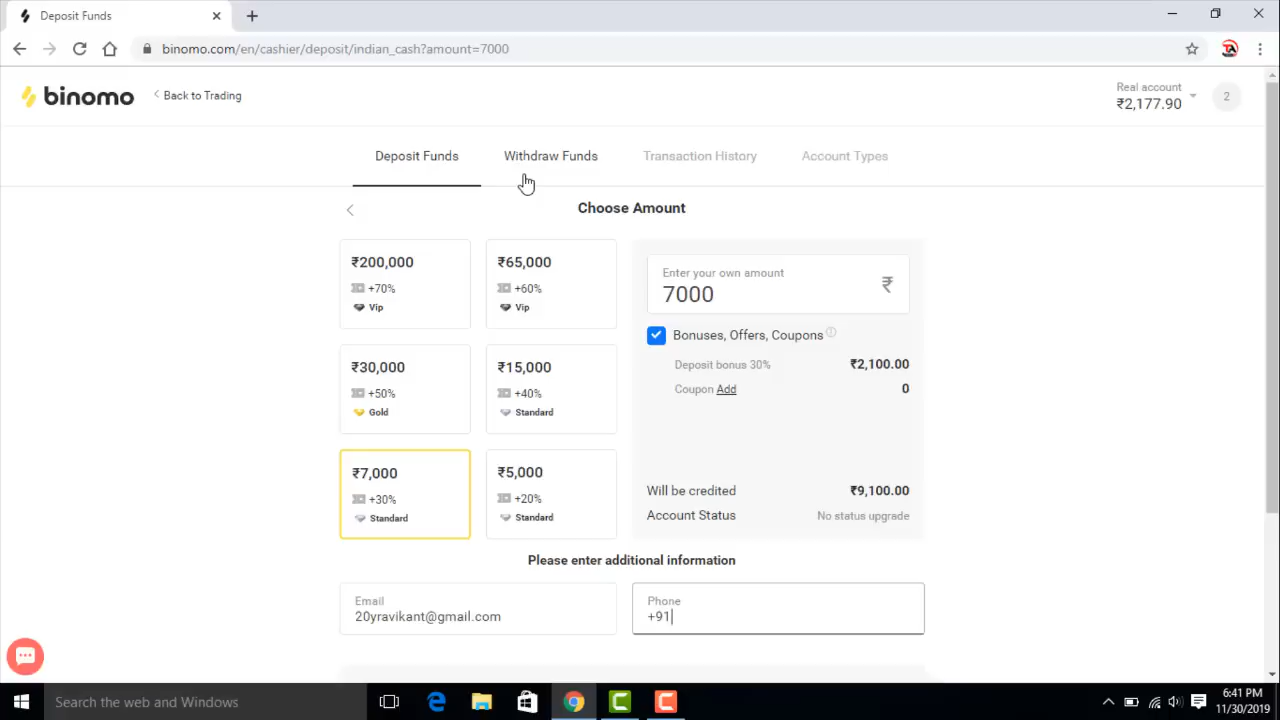 Deposit Funds
binomo.com/en/cashier/deposit/indian_cash?amount=7000
binomo
Back to Trading
Real account
₹2,177.90
2
Deposit Funds
Withdraw Funds
Transaction History
Account Types
Choose Amount
₹200,000
+70%
Vip
₹65,000
+60%
Vip
₹30,000
+50%
Gold
₹15,000
+40%
Standard
₹7,000
+30%
Standard
₹5,000
+20%
Standard
Enter your own amount
7000 ₹
Bonuses, Offers, Coupons
Deposit bonus 30% ₹2,100.00
Coupon Add 0
Will be credited ₹9,100.00
Account Status No status upgrade
Please enter additional information
Email
20yravikant@gmail.com
Phone
+91
Search the web and Windows
6:41 PM
11/30/2019